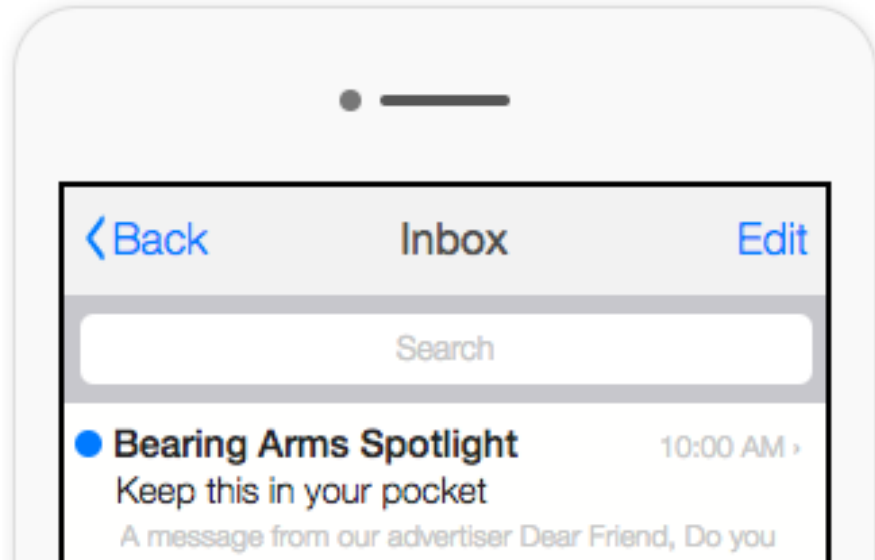 Back Inbox Edit
Search
Bearing Arms Spotlight 10:00 AM ›
Keep this in your pocket
A message from our advertiser Dear Friend, Do you